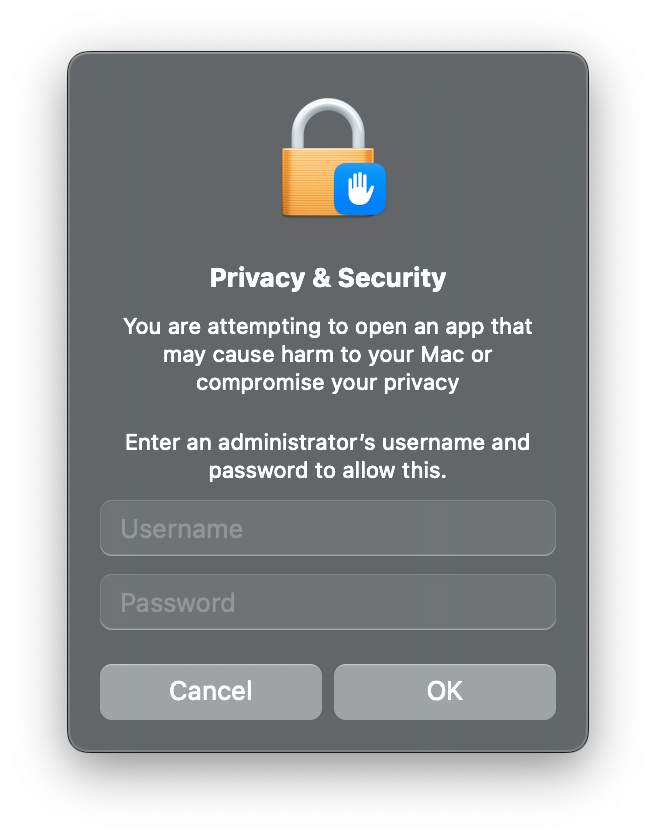 Privacy & Security
You are attempting to open an app that
may cause harm to your Mac or
compromise your privacy
Enter an administrator’s username and
password to allow this.
Username
Password
Cancel
OK